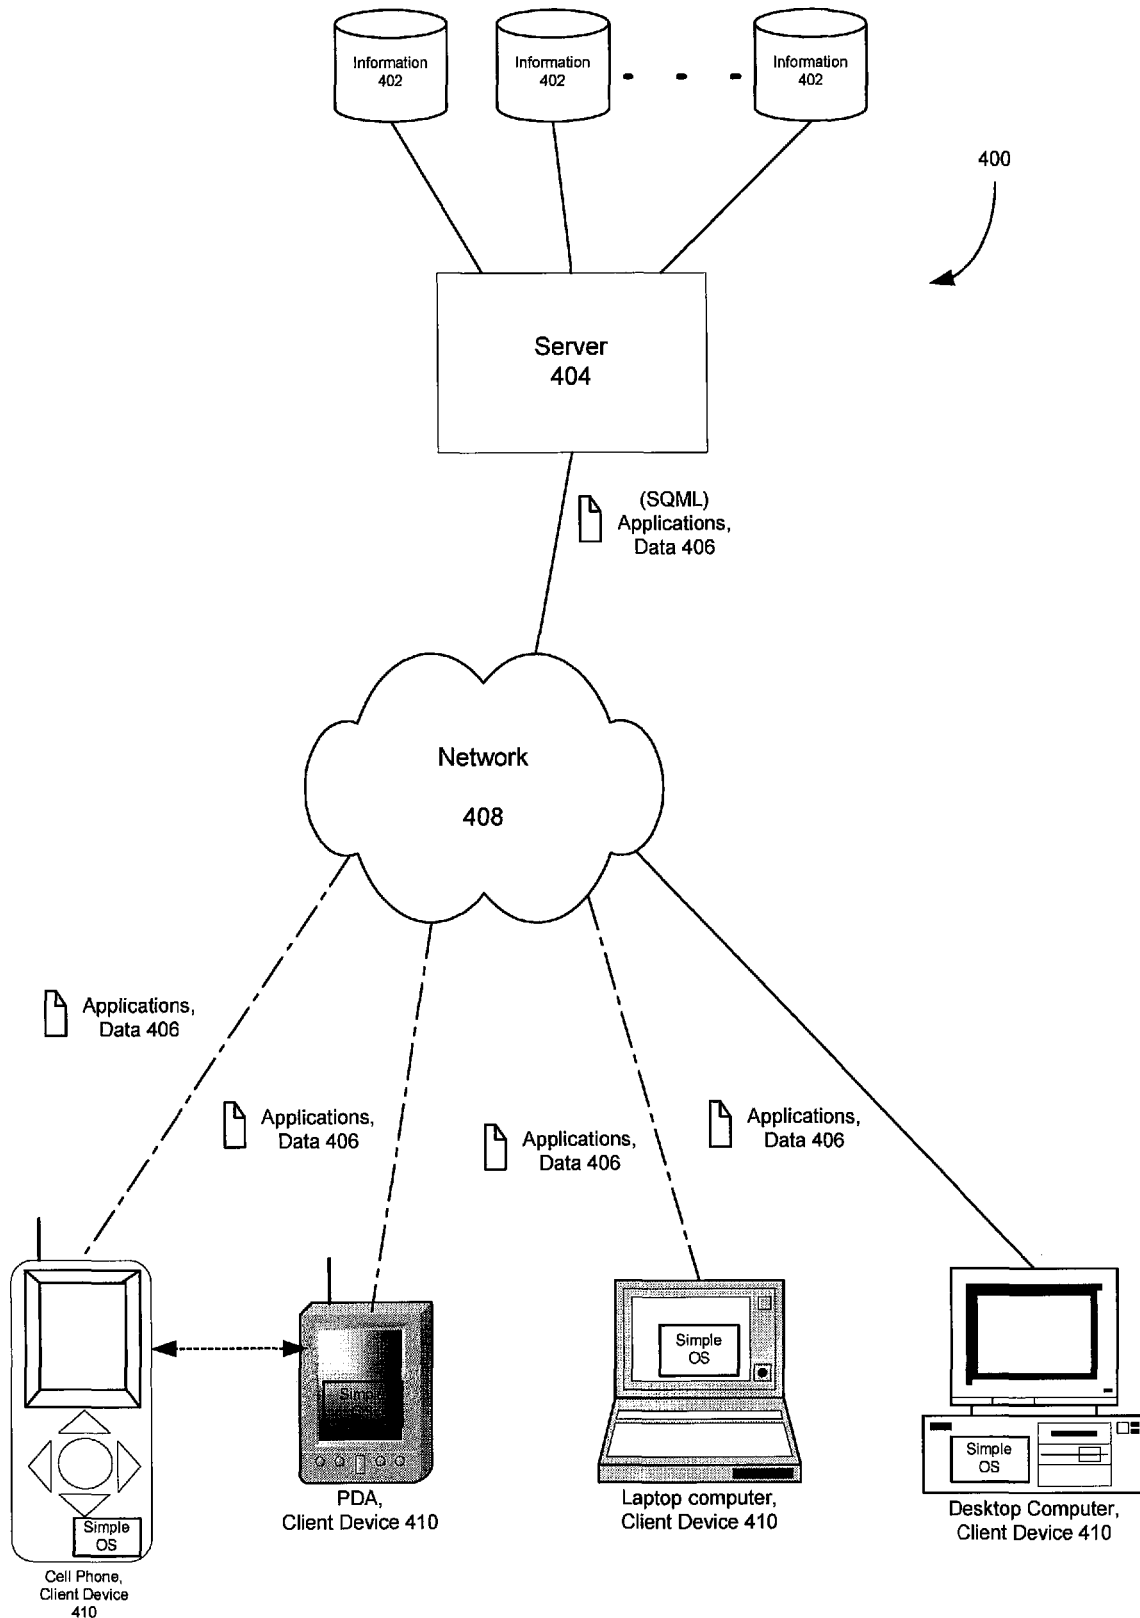 Information
402
Information
402
Information
402
400
Server
404
(SQML)
Applications,
Data 406
Network
408
Applications,
Data 406
Applications,
Data 406
Applications,
Data 406
Applications,
Data 406
Simple
OS
Simple
OS
Simple
OS
Simple
OS
PDA,
Client Device 410
Laptop computer,
Client Device 410
Desktop Computer,
Client Device 410
Cell Phone,
Client Device
410